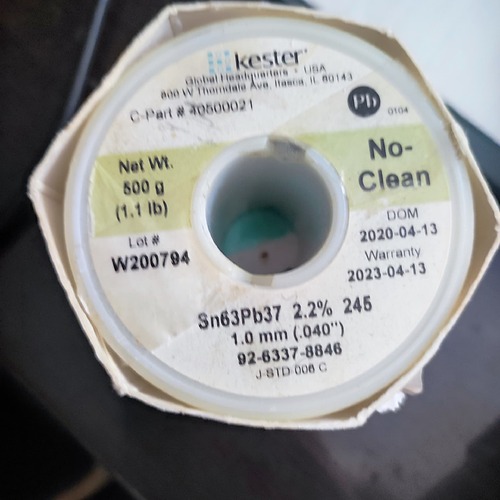 kester
Global Headquarters • USA
800 W Thorndale Ave, Itasca, IL 60143
C-Part # 40500021
Pb
0104
Net Wt.
500 g
(1.1 lb)
No-
Clean
Lot #
W200794
DOM
2020-04-13
Warranty
2023-04-13
Sn63Pb37 2.2% 245
1.0 mm (.040")
92-6337-8846
J-STD-006 C